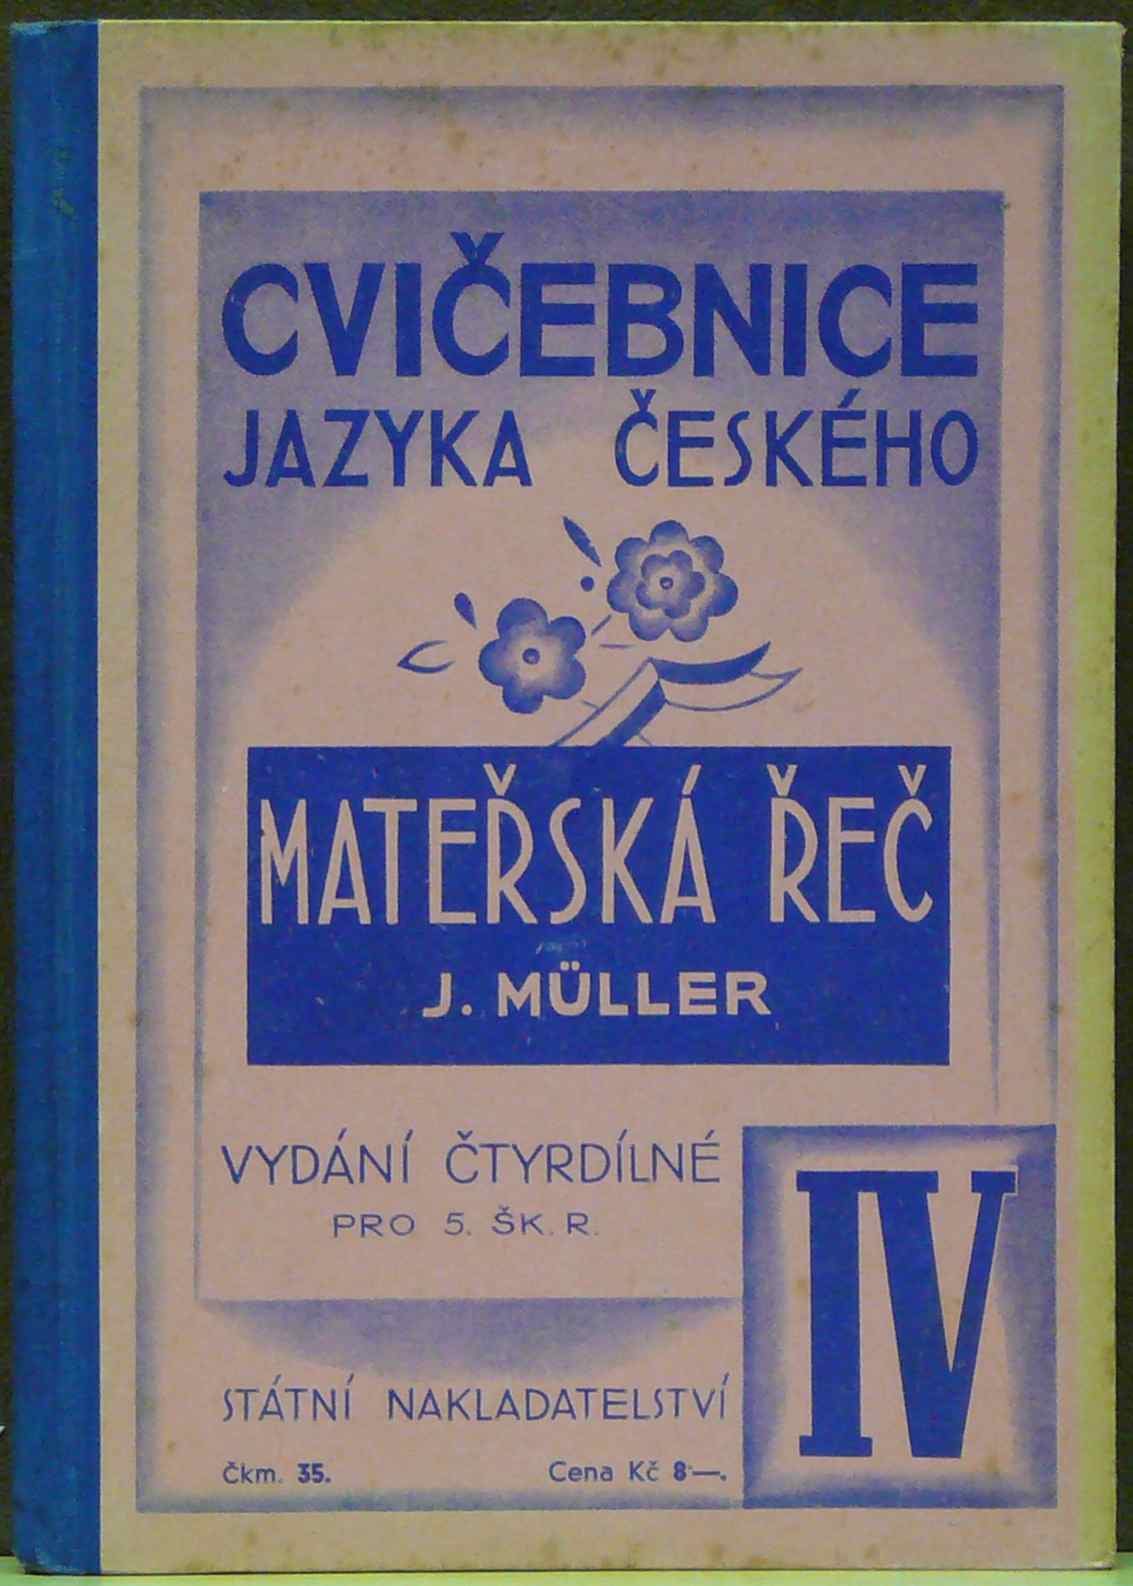 CVIČEBNICE
JAZYKA ČESKÉHO
MATEŘSKÁ ŘEČ
J. MÜLLER
VYDÁNÍ ČTYRDÍLNÉ
PRO 5. ŠK. R.
IV
STÁTNÍ NAKLADATELSTVÍ
Čkm. 35. Cena Kč 8·—.